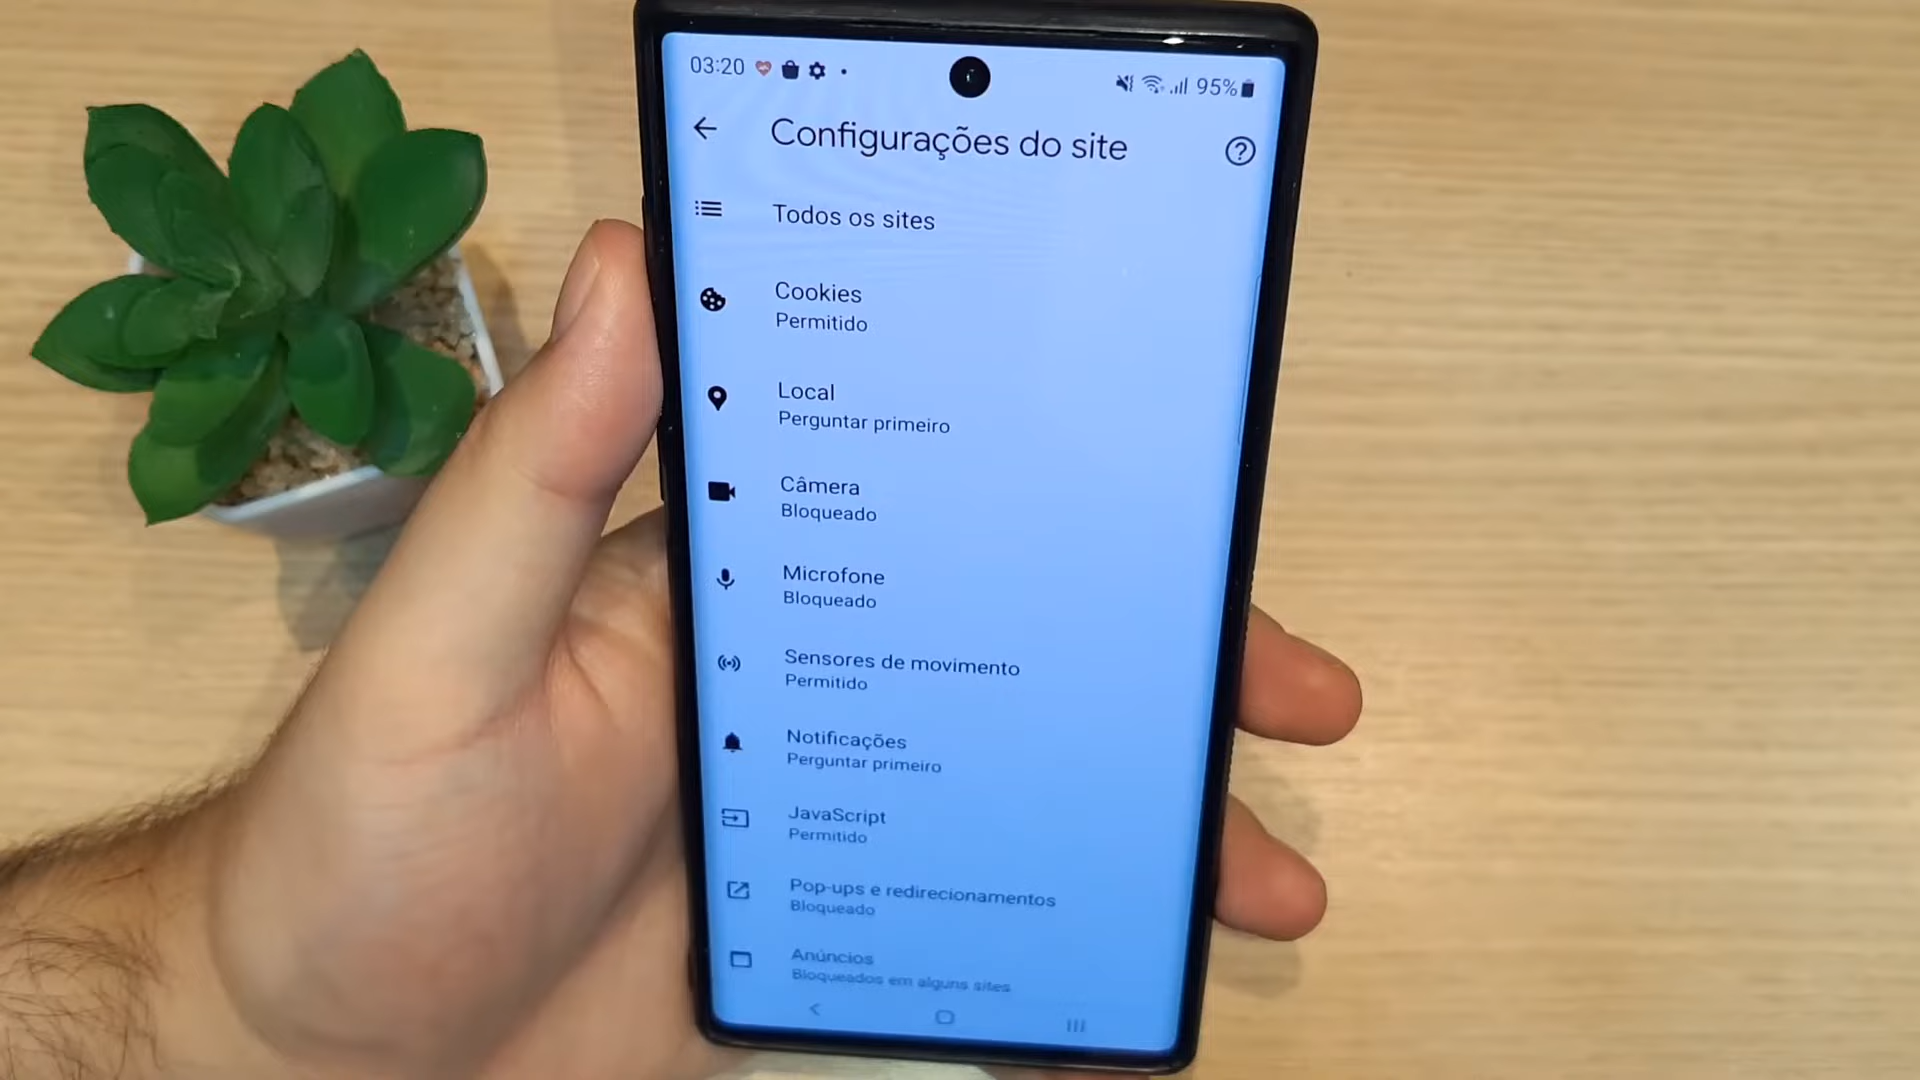 03:20
95%
Configurações do site
Todos os sites
Cookies
Permitido
Local
Perguntar primeiro
Câmera
Bloqueado
Microfone
Bloqueado
Sensores de movimento
Permitido
Notificações
Perguntar primeiro
JavaScript
Permitido
Pop-ups e redirecionamentos
Bloqueado
Anúncios
Bloqueados em alguns sites